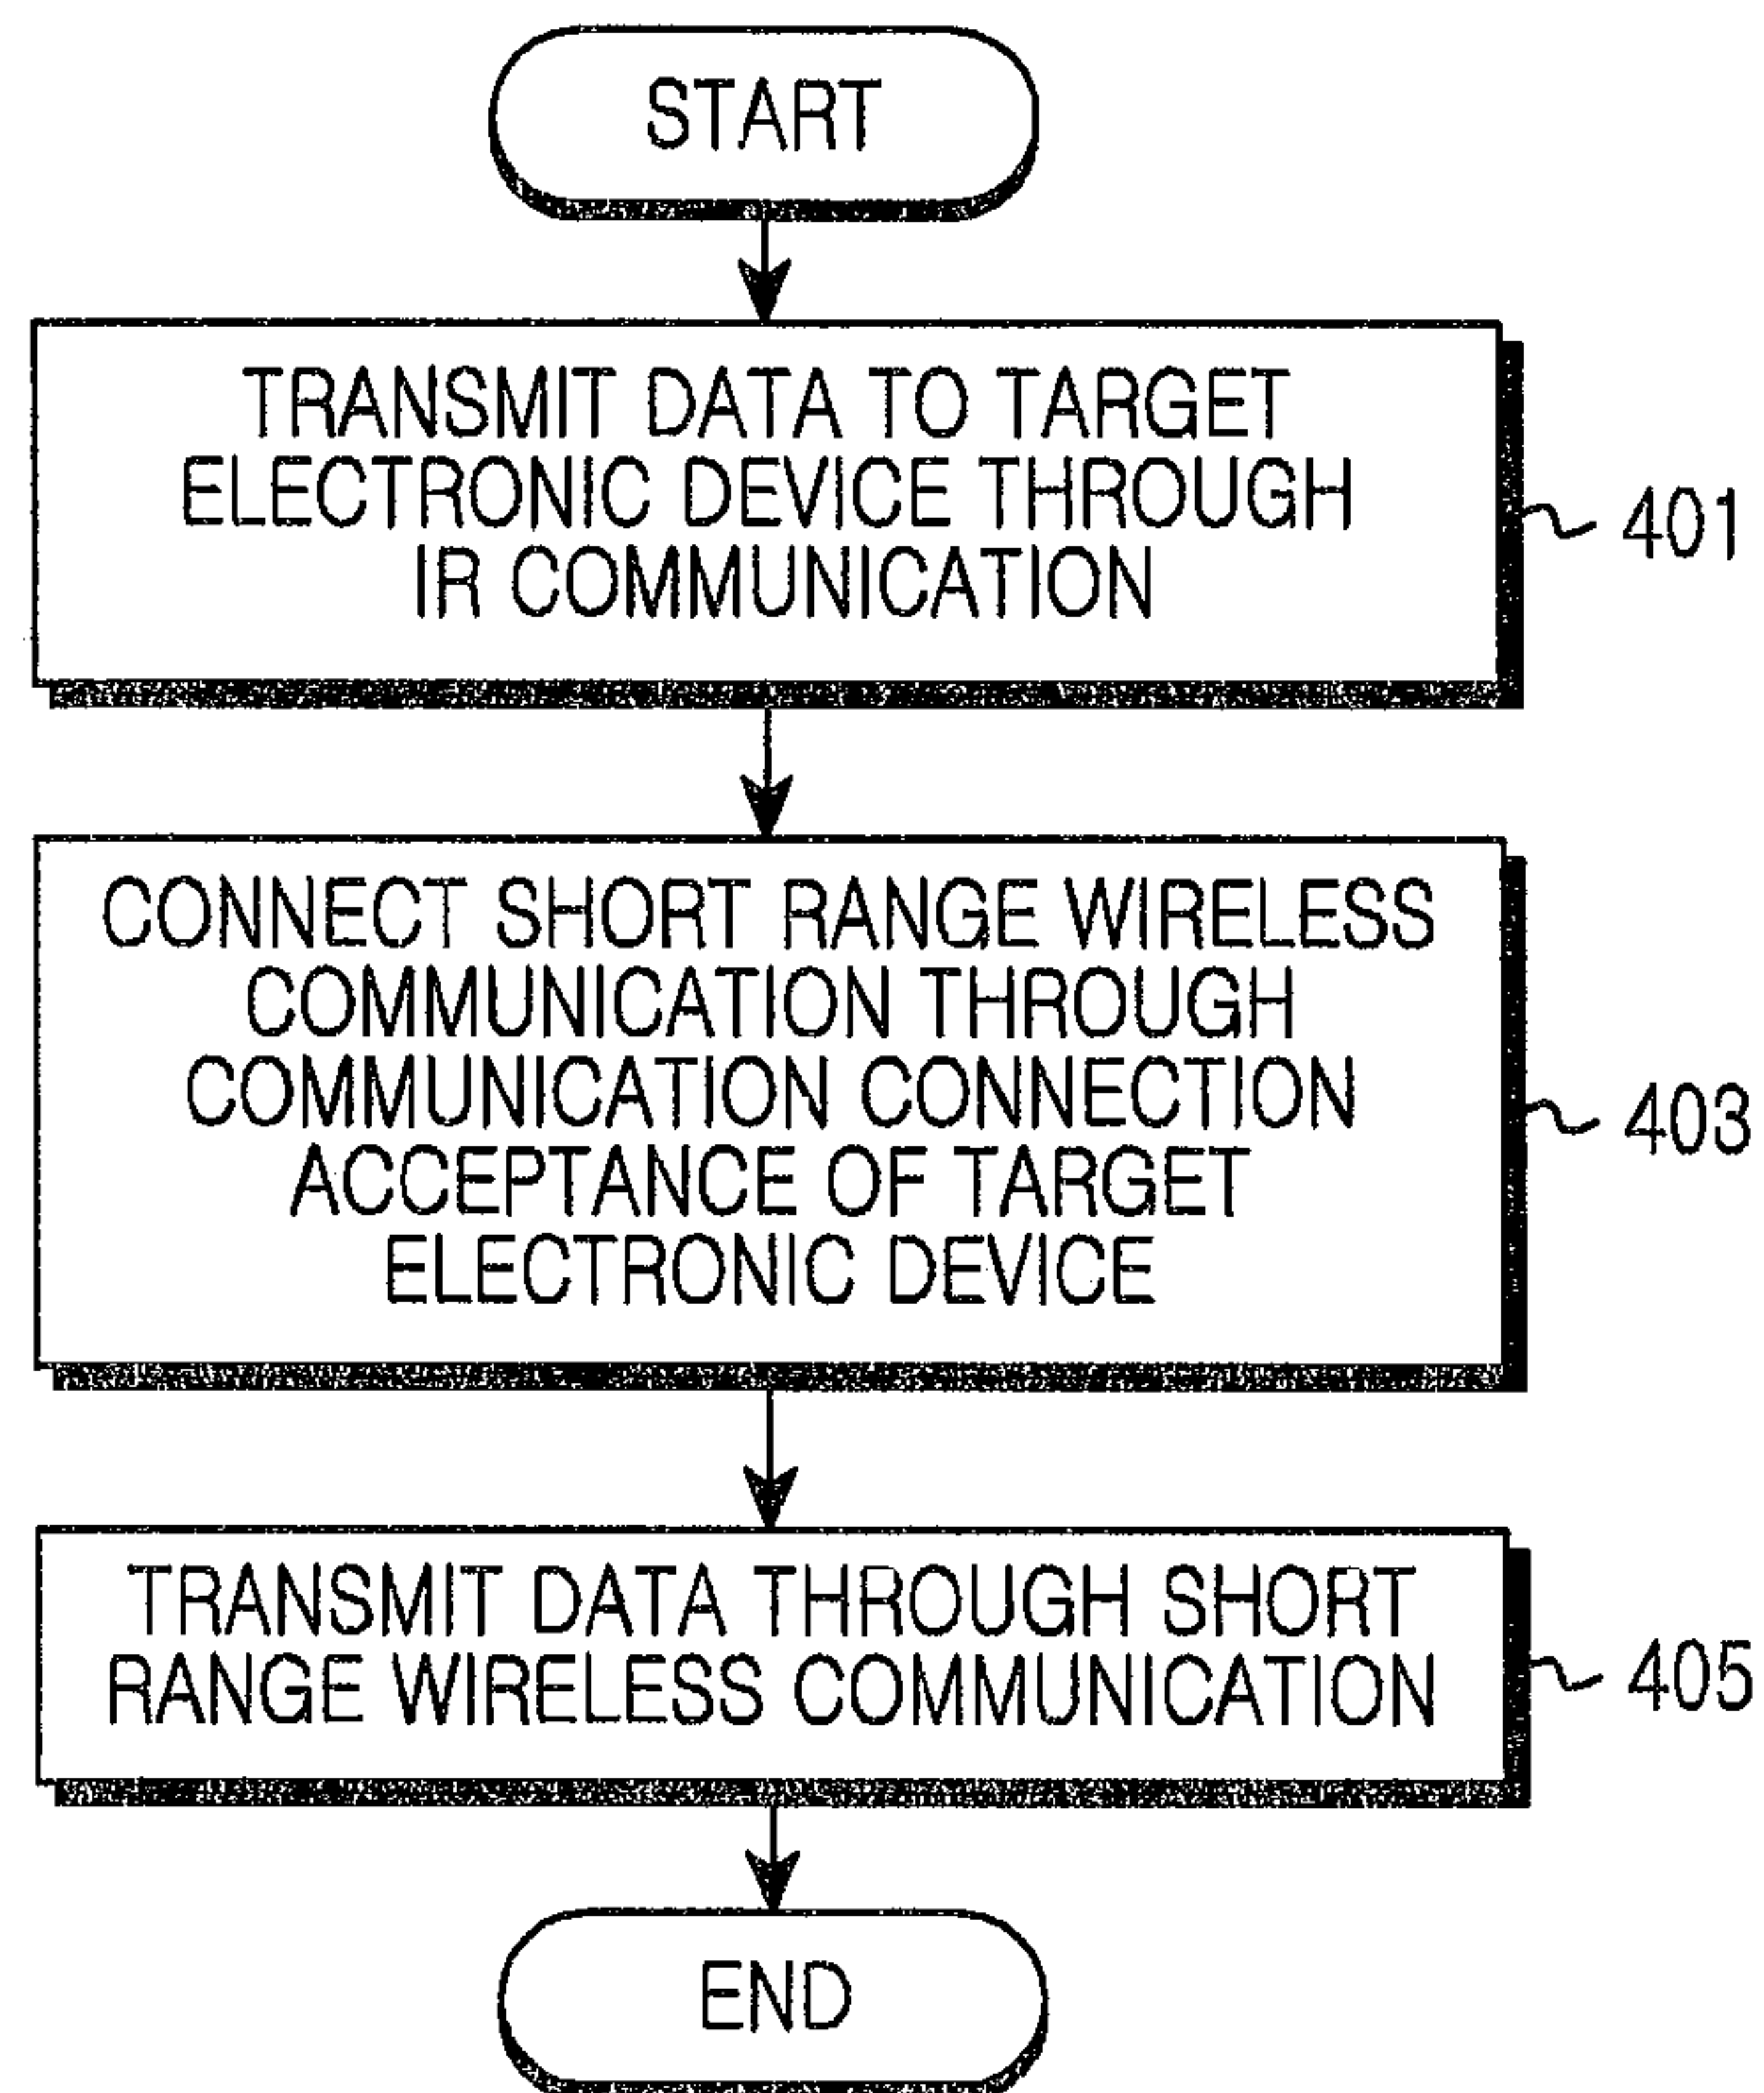 START
TRANSMIT DATA TO TARGET
ELECTRONIC DEVICE THROUGH
IR COMMUNICATION
401
CONNECT SHORT RANGE WIRELESS
COMMUNICATION THROUGH
COMMUNICATION CONNECTION
ACCEPTANCE OF TARGET
ELECTRONIC DEVICE
403
TRANSMIT DATA THROUGH SHORT
RANGE WIRELESS COMMUNICATION
405
END